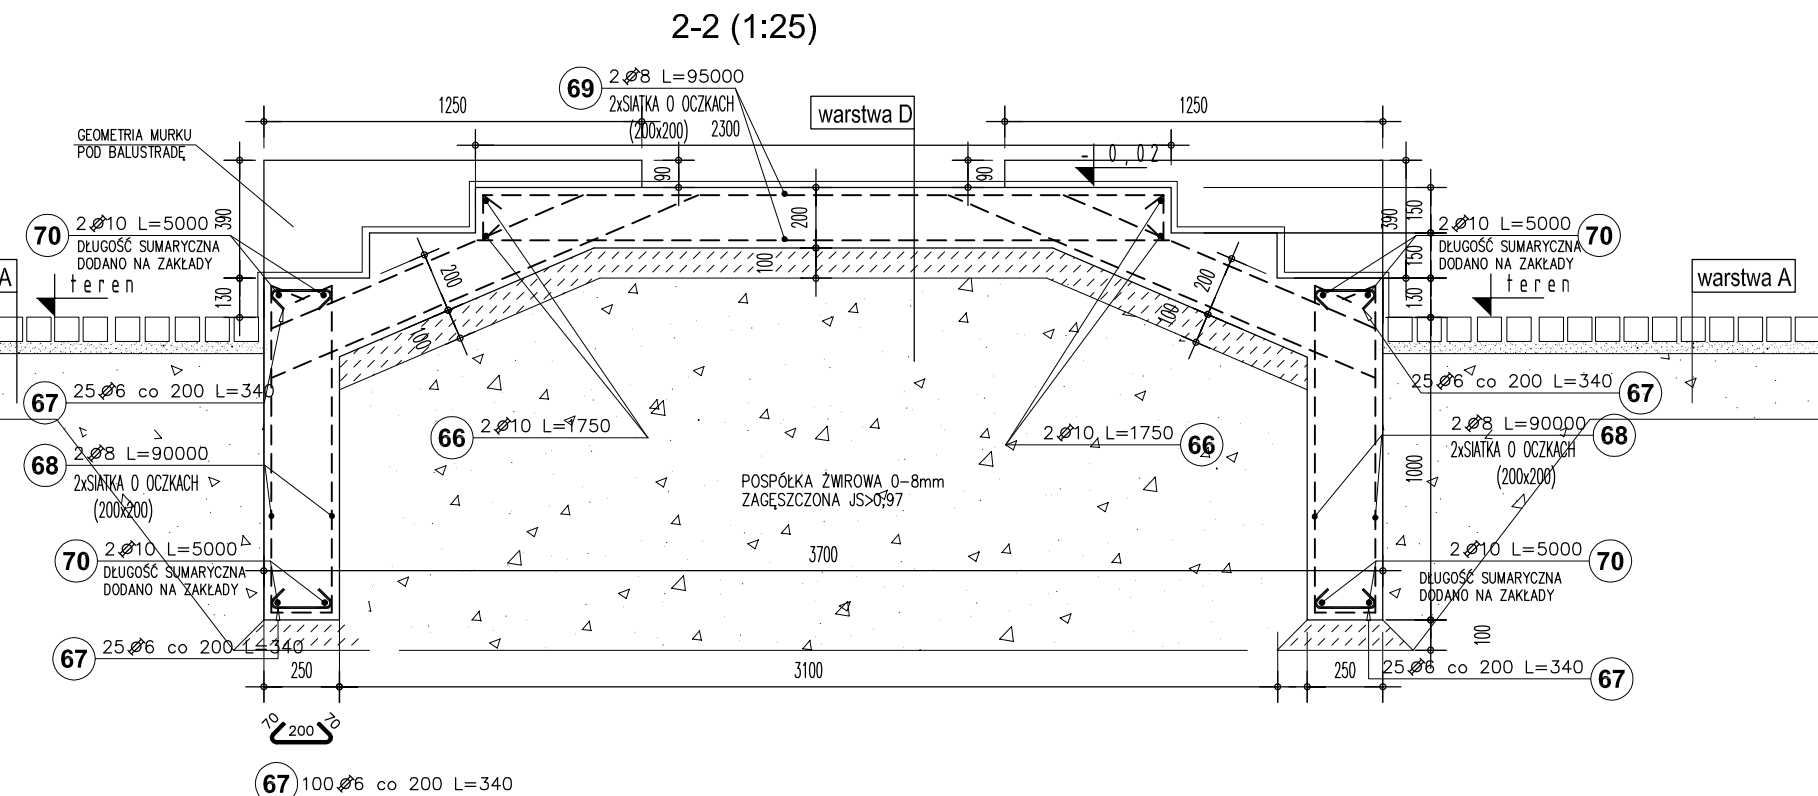 2-2 (1:25)
69
2⌀8 L=95000
2xSIATKA O OCZKACH
(200x200)
2300
1250
1250
warstwa D
GEOMETRIA MURKU
POD BALUSTRADĘ
90
90
- 0,02
70
2⌀10 L=5000
DŁUGOŚĆ SUMARYCZNA
DODANO NA ZAKŁADY
390
130
A
teren
200
100
200
100
200
100
390
150
150
130
2⌀10 L=5000
70
DŁUGOŚĆ SUMARYCZNA
DODANO NA ZAKŁADY
teren
warstwa A
67
25⌀6 co 200 L=340
25⌀6 co 200 L=340
67
66
2⌀10 L=1750
2⌀10 L=1750
66
68
2⌀8 L=90000
2xSIATKA O OCZKACH
(200x200)
2⌀8 L=90000
68
2xSIATKA O OCZKACH
(200x200)
1000
POSPÓŁKA ŻWIROWA 0-8mm
ZAGĘSZCZONA JS>0,97
3700
70
2⌀10 L=5000
DŁUGOŚĆ SUMARYCZNA
DODANO NA ZAKŁADY
2⌀10 L=5000
70
DŁUGOŚĆ SUMARYCZNA
DODANO NA ZAKŁADY
100
67
25⌀6 co 200 L=340
250
3100
250
25⌀6 co 200 L=340
67
70
200
70
67
100⌀6 co 200 L=340